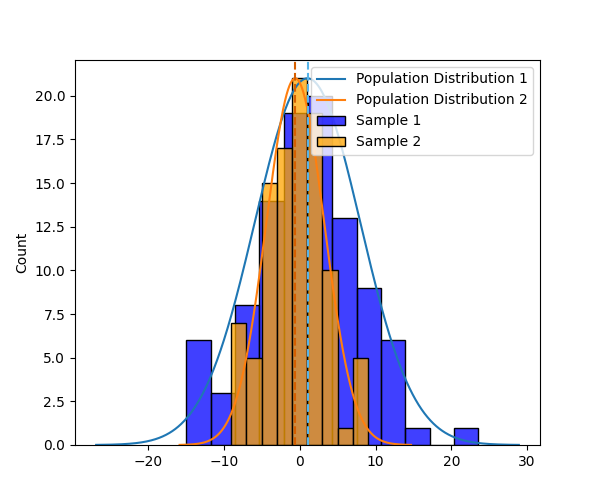 Population Distribution 1
Population Distribution 2
Sample 1
Sample 2
Count
20.0
17.5
15.0
12.5
10.0
7.5
5.0
2.5
0.0
−20 −10 0 10 20 30